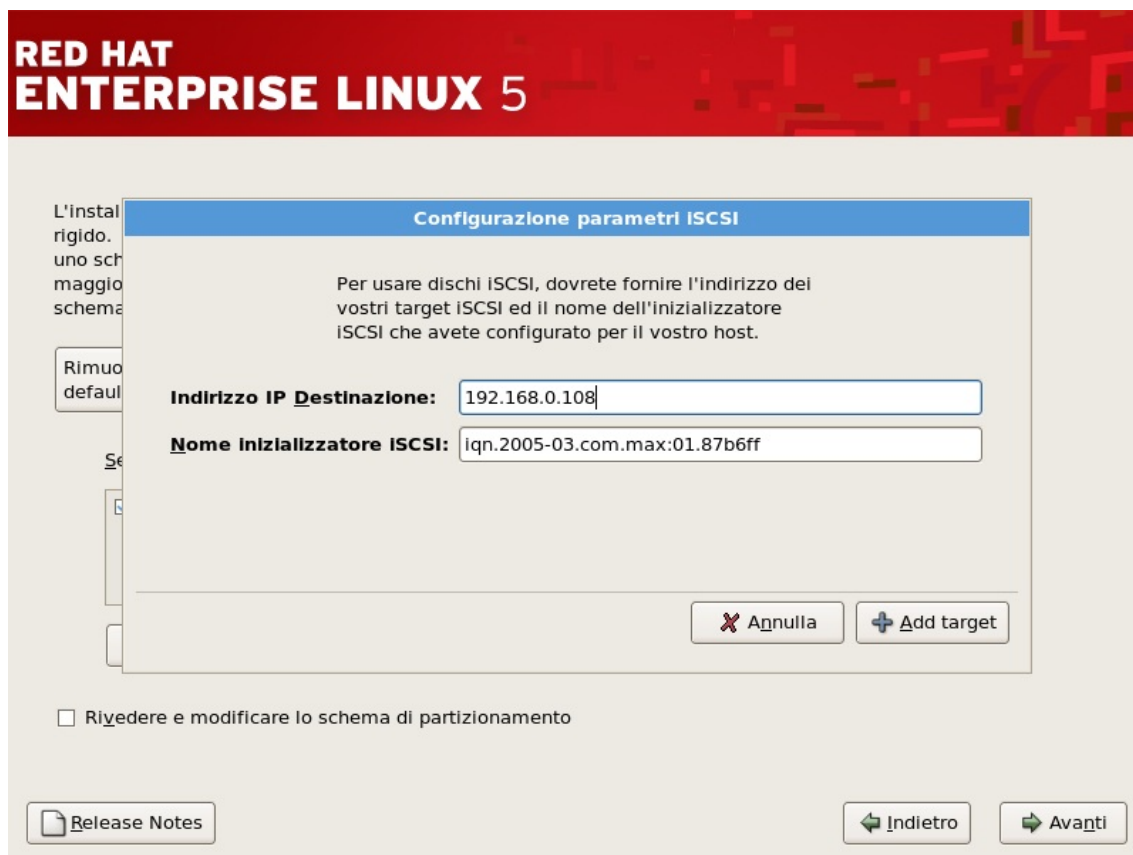 RED HAT
ENTERPRISE LINUX 5
L'instal
rigido.
uno sch
maggio
schema
Configurazione parametri iSCSI
Per usare dischi iSCSI, dovrete fornire l'indirizzo dei
vostri target iSCSI ed il nome dell'inizializzatore
iSCSI che avete configurato per il vostro host.
Rimuo
defaul
Indirizzo IP Destinazione: 192.168.0.108
Nome inizializzatore iSCSI: iqn.2005-03.com.max:01.87b6ff
Se
Annulla Add target
Rivedere e modificare lo schema di partizionamento
Release Notes Indietro Avanti